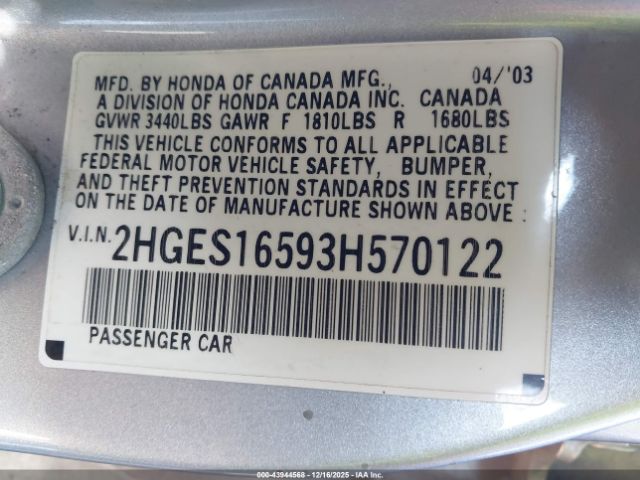 MFD. BY HONDA OF CANADA MFG., 04/'03
A DIVISION OF HONDA CANADA INC. CANADA
GVWR 3440LBS GAWR F 1810LBS R 1680LBS
THIS VEHICLE CONFORMS TO ALL APPLICABLE
FEDERAL MOTOR VEHICLE SAFETY, BUMPER,
AND THEFT PREVENTION STANDARDS IN EFFECT
ON THE DATE OF MANUFACTURE SHOWN ABOVE :
V.I.N. 2HGES16593H570122
PASSENGER CAR
000-43944568 - 12/16/2025 - IAAI.COM